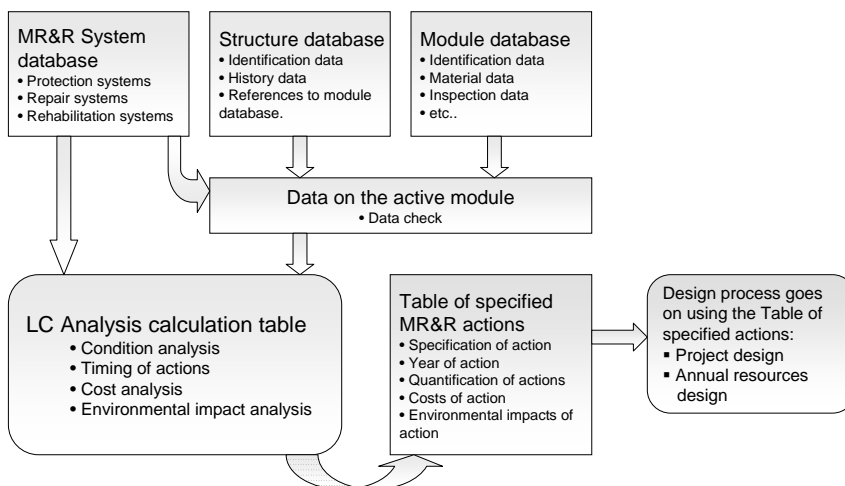 MR&R System
database
• Protection systems
• Repair systems
• Rehabilitation systems
Structure database
• Identification data
• History data
• References to module
database.
Module database
• Identification data
• Material data
• Inspection data
• etc..
Data on the active module
• Data check
LC Analysis calculation table
• Condition analysis
• Timing of actions
• Cost analysis
• Environmental impact analysis
Table of specified
MR&R actions
• Specification of action
• Year of action
• Quantification of actions
• Costs of action
• Environmental impacts of
action
Design process goes
on using the Table of
specified actions:
▪ Project design
▪ Annual resources
design